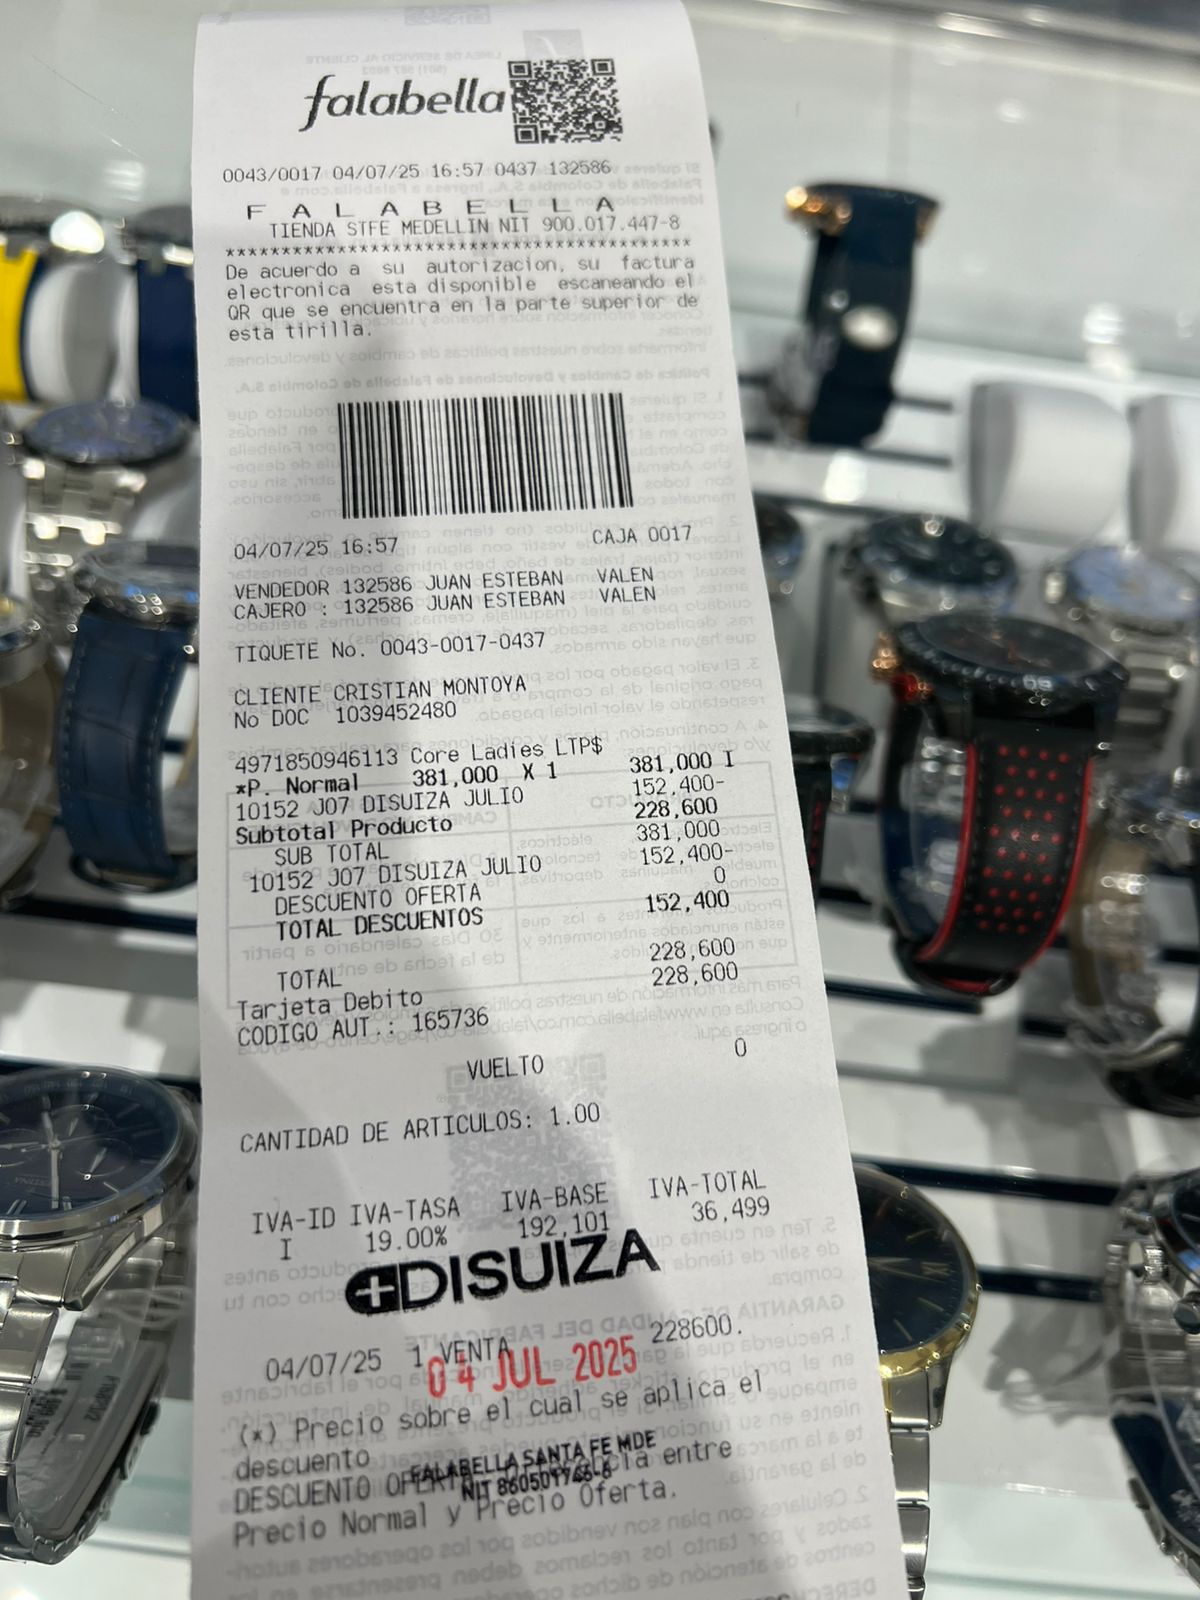 falabella
0043/0017 04/07/25 16:57 0437 132586
F A L A B E L L A
TIENDA STFE MEDELLIN NIT 900.017.447-8
******************************************
De acuerdo a su autorizacion, su factura
electronica esta disponible escaneando el
QR que se encuentra en la parte superior de
esta tirilla.
04/07/25 16:57 CAJA 0017
VENDEDOR 132586 JUAN ESTEBAN VALEN
CAJERO : 132586 JUAN ESTEBAN VALEN
TIQUETE No. 0043-0017-0437
CLIENTE CRISTIAN MONTOYA
No DOC 1039452480
4971850946113 Core Ladies LTP$
*P. Normal 381,000 X 1 381,000 I
10152 J07 DISUIZA JULIO 152,400-
Subtotal Producto 228,600
SUB TOTAL 381,000
10152 J07 DISUIZA JULIO 152,400-
DESCUENTO OFERTA 0
TOTAL DESCUENTOS 152,400
TOTAL 228,600
Tarjeta Debito 228,600
CODIGO AUT.: 165736
VUELTO 0
CANTIDAD DE ARTICULOS: 1.00
IVA-ID IVA-TASA IVA-BASE IVA-TOTAL
I 19.00% 192,101 36,499
DISUIZA
04/07/25 1 VENTA 228600.
04 JUL 2025
(*) Precio sobre el cual se aplica el
descuento
FALABELLA SANTA FE MDE
DESCUENTO OFERTA entre
NIT 860501766-6
Precio Normal y Precio Oferta.